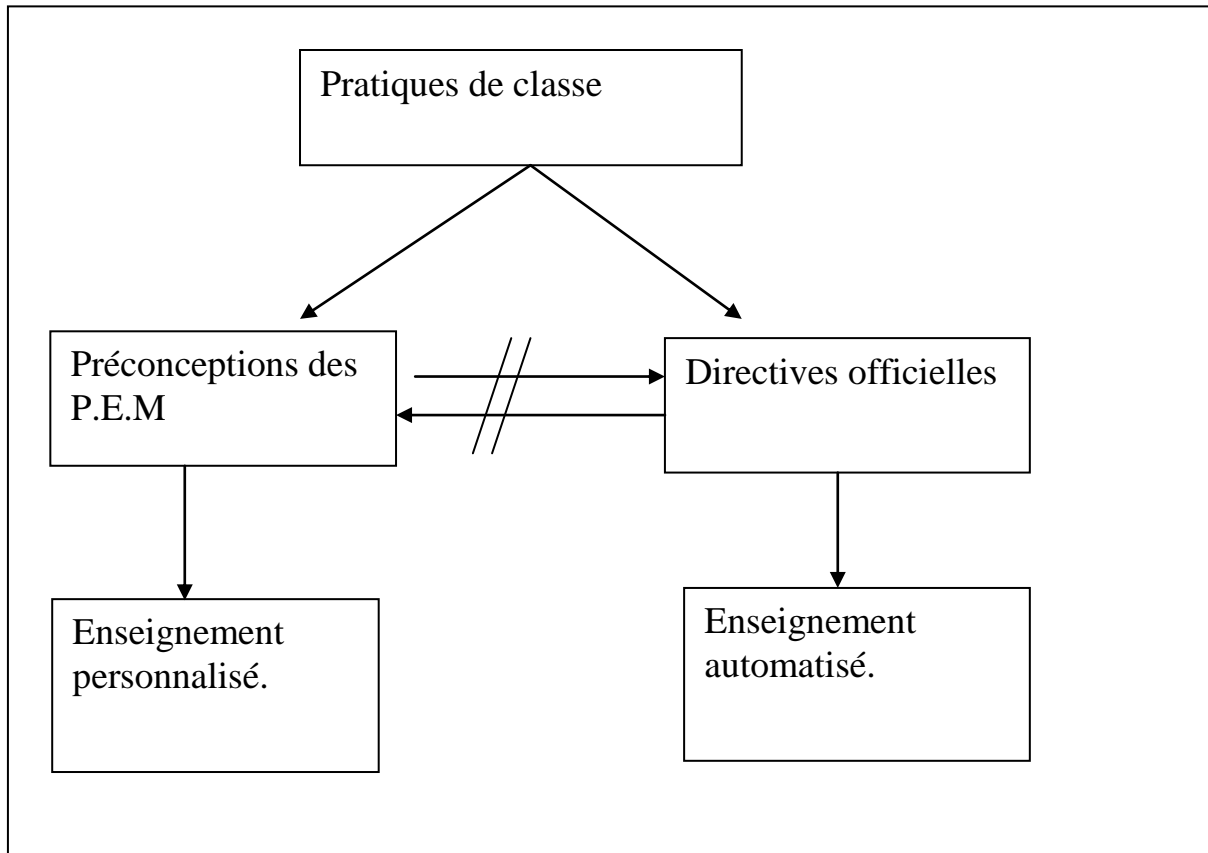 Pratiques de classe
Préconceptions des
P.E.M
Directives officielles
Enseignement
personnalisé.
Enseignement
automatisé.